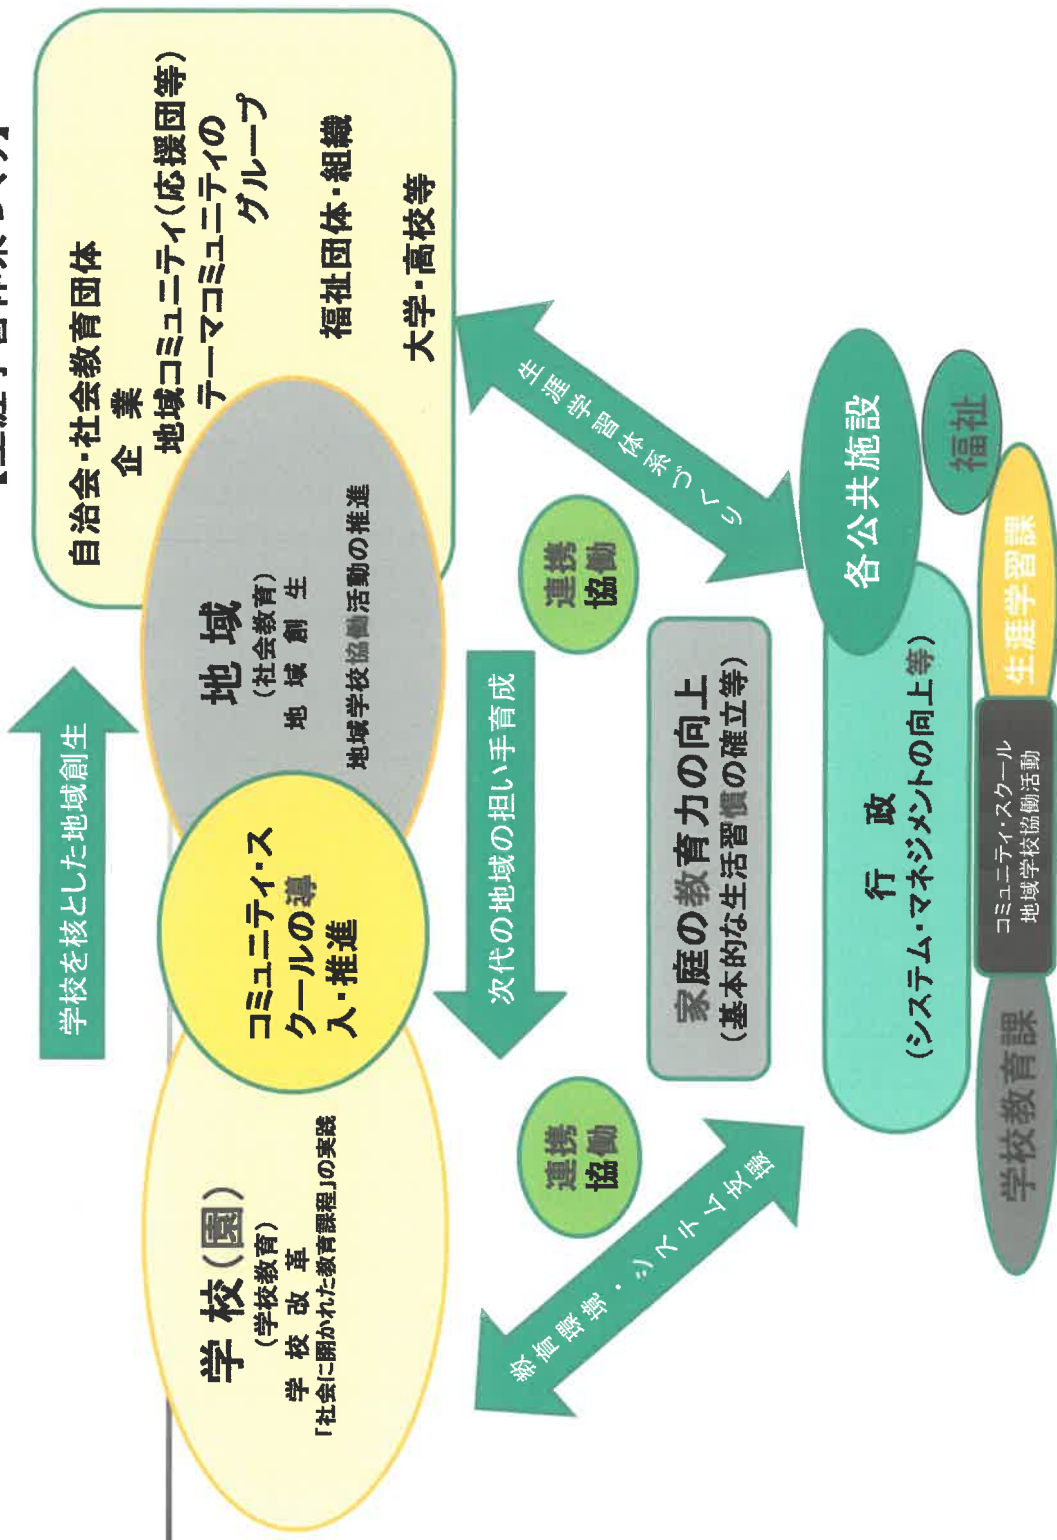 学校を核とした地域創生
自治会・社会教育団体
企 業
地域コミュニティ(応援団等)
テーマコミュニティの
グループ
福祉団体・組織
大学・高校等
学 校(園)
(学校教育)
学 校 改 革
「社会に開かれた教育課程」の実践
コミュニティ・ス
クールの導
入・推進
地 域
(社会教育)
地 域 創 生
地域学校協働活動の推進
次代の地域の担い手育成
連携
協働
連携
協働
生涯学習体系づくり
家庭の教育力の向上
(基本的な生活習慣の確立等)
行 政
(システム・マネジメントの向上等)
各公共施設
福祉
学校教育課
コミュニティ・スクール
地域学校協働活動
生涯学習課